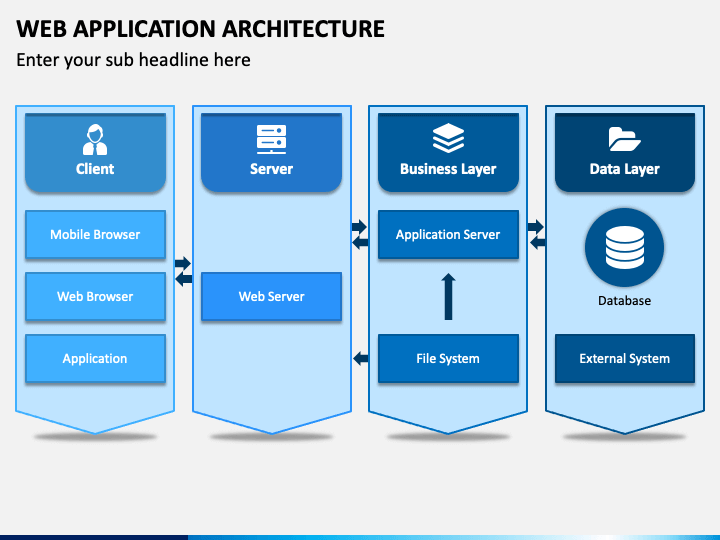 WEB APPLICATION ARCHITECTURE
Enter your sub headline here
Client
Mobile Browser
Web Browser
Application
Server
Web Server
Business Layer
Application Server
File System
Data Layer
Database
External System